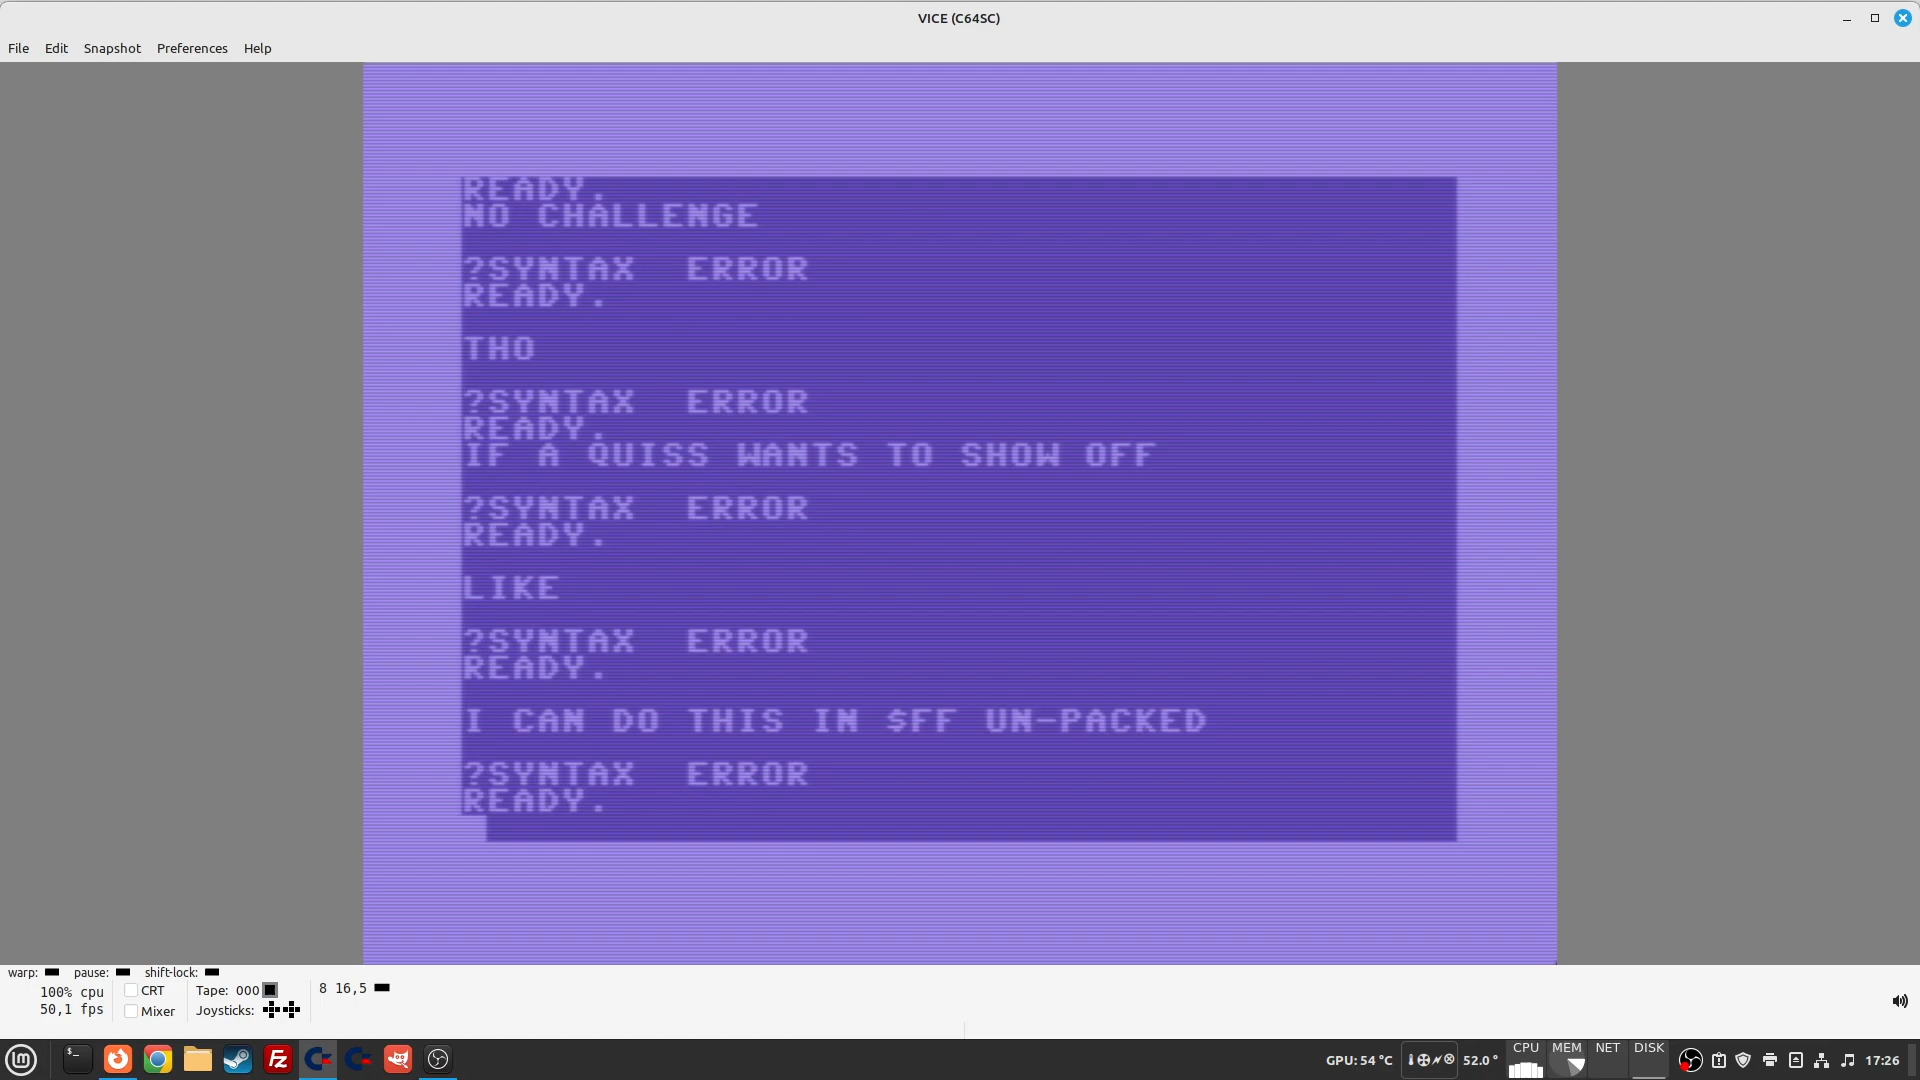 VICE (C64SC)
File Edit Snapshot Preferences Help
READY.
NO CHALLENGE
?SYNTAX  ERROR
READY.
THO
?SYNTAX  ERROR
READY.
IF A QUISS WANTS TO SHOW OFF
?SYNTAX  ERROR
READY.
LIKE
?SYNTAX  ERROR
READY.
I CAN DO THIS IN $FF UN-PACKED
?SYNTAX  ERROR
READY.
warp: pause: shift-lock:
100% cpu CRT Tape: 000 8 16,5
50,1 fps Mixer Joysticks:
GPU: 54 °C 52.0 ° CPU MEM NET DISK 17:26